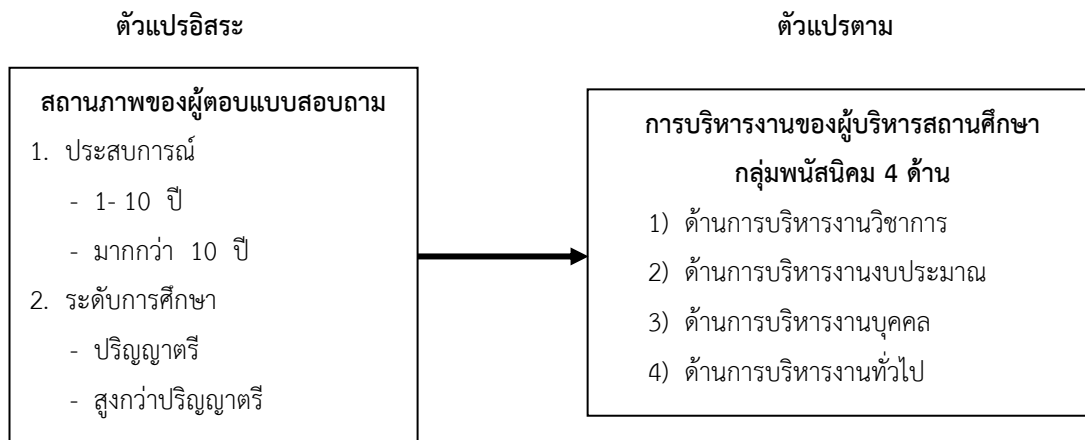 ตัวแปรอิสระ
สถานภาพของผู้ตอบแบบสอบถาม
1. ประสบการณ์
- 1- 10 ปี
- มากกว่า 10 ปี
2. ระดับการศึกษา
- ปริญญาตรี
- สูงกว่าปริญญาตรี
ตัวแปรตาม
การบริหารงานของผู้บริหารสถานศึกษา
กลุ่มพนัสนิคม 4 ด้าน
1) ด้านการบริหารงานวิชาการ
2) ด้านการบริหารงานงบประมาณ
3) ด้านการบริหารงานบุคคล
4) ด้านการบริหารงานทั่วไป